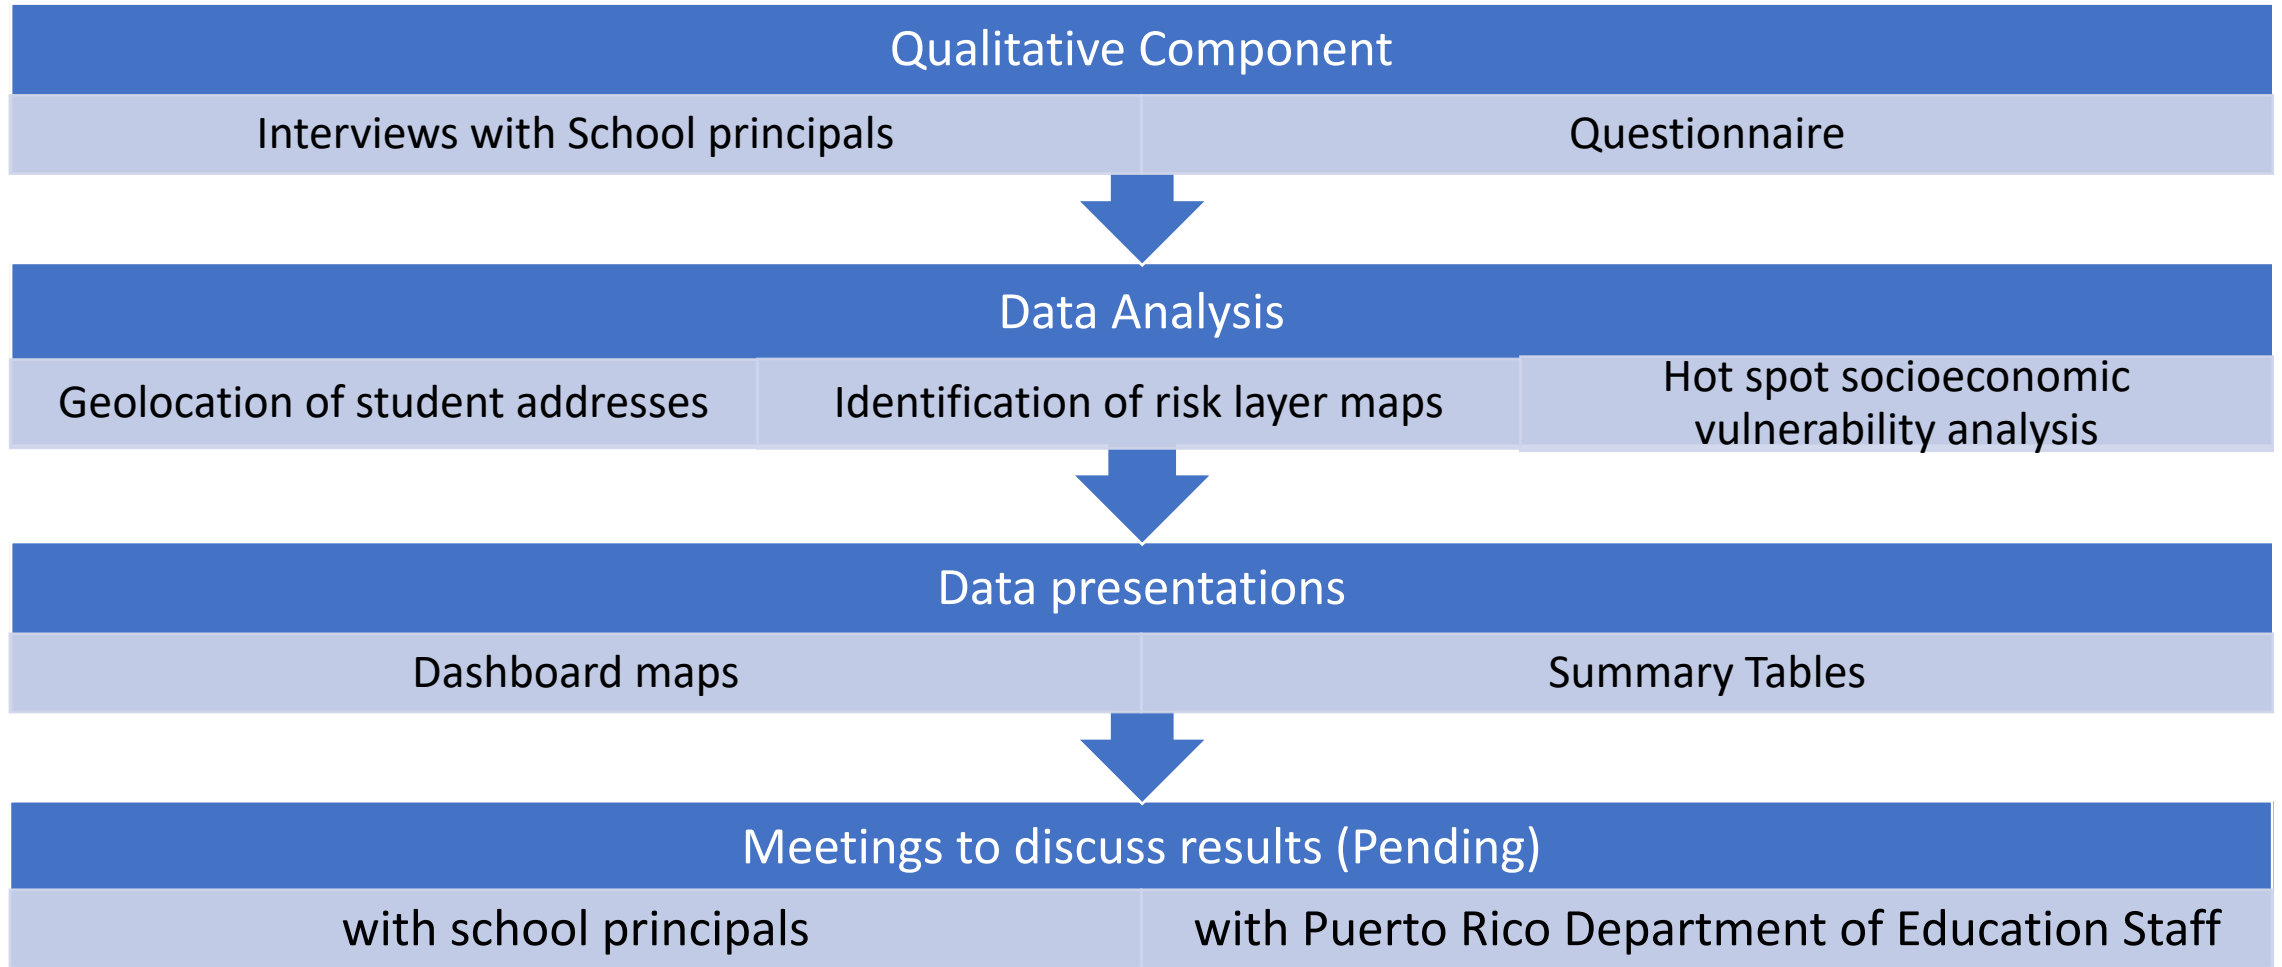 Qualitative Component
Interviews with School principals
Questionnaire
Data Analysis
Geolocation of student addresses
Identification of risk layer maps
Hot spot socioeconomic
vulnerability analysis
Data presentations
Dashboard maps
Summary Tables
Meetings to discuss results (Pending)
with school principals
with Puerto Rico Department of Education Staff